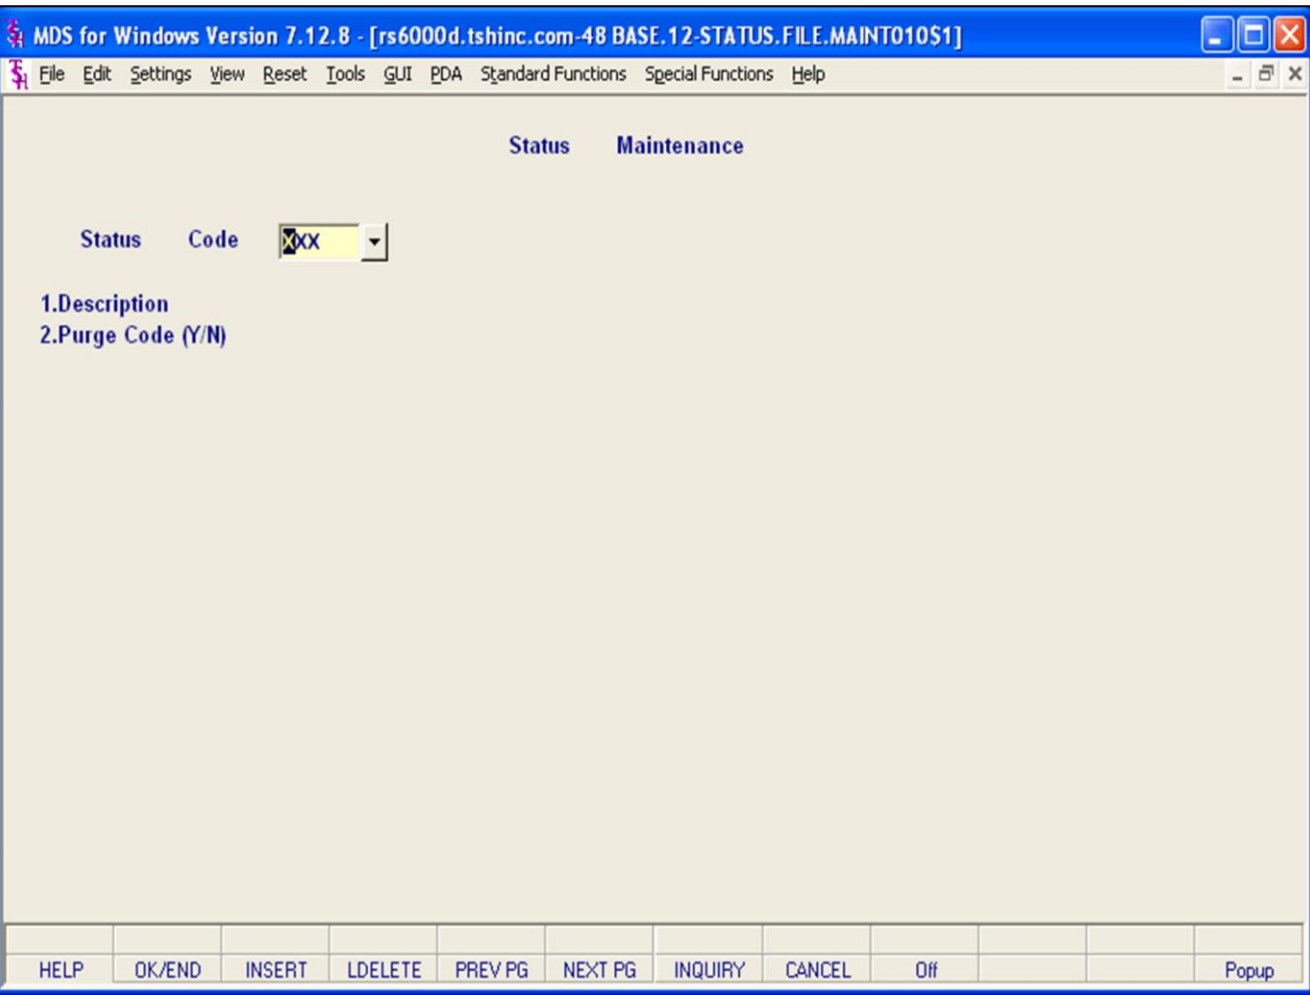 MDS for Windows Version 7.12.8 - [rs6000d.tshinc.com-48 BASE.12-STATUS.FILE.MAINT010$1]
File Edit Settings View Reset Tools GUI PDA Standard Functions Special Functions Help
Status Maintenance
Status Code XXX
1.Description
2.Purge Code (Y/N)
HELP OK/END INSERT LDELETE PREV PG NEXT PG INQUIRY CANCEL Off Popup